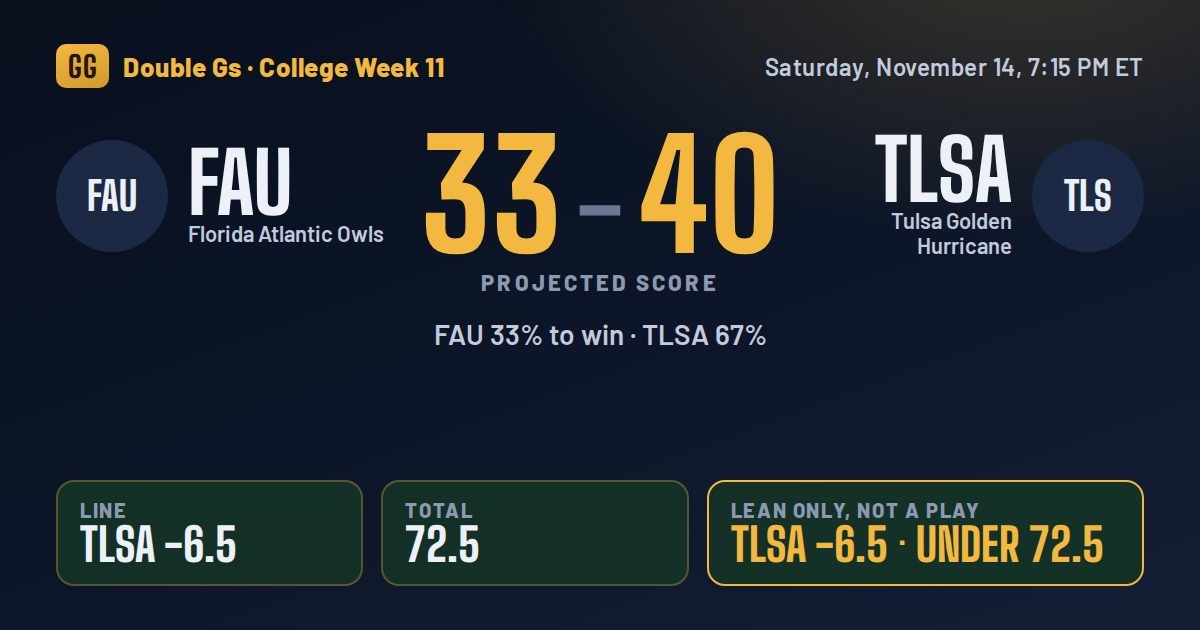 GG
Double Gs · College Week 11
Saturday, November 14, 7:15 PM ET
FAU
FAU
Florida Atlantic Owls
33 – 40
TLSA
Tulsa Golden
Hurricane
TLS
PROJECTED SCORE
FAU 33% to win · TLSA 67%
LINE
TLSA −6.5
TOTAL
72.5
LEAN ONLY, NOT A PLAY
TLSA −6.5 · UNDER 72.5